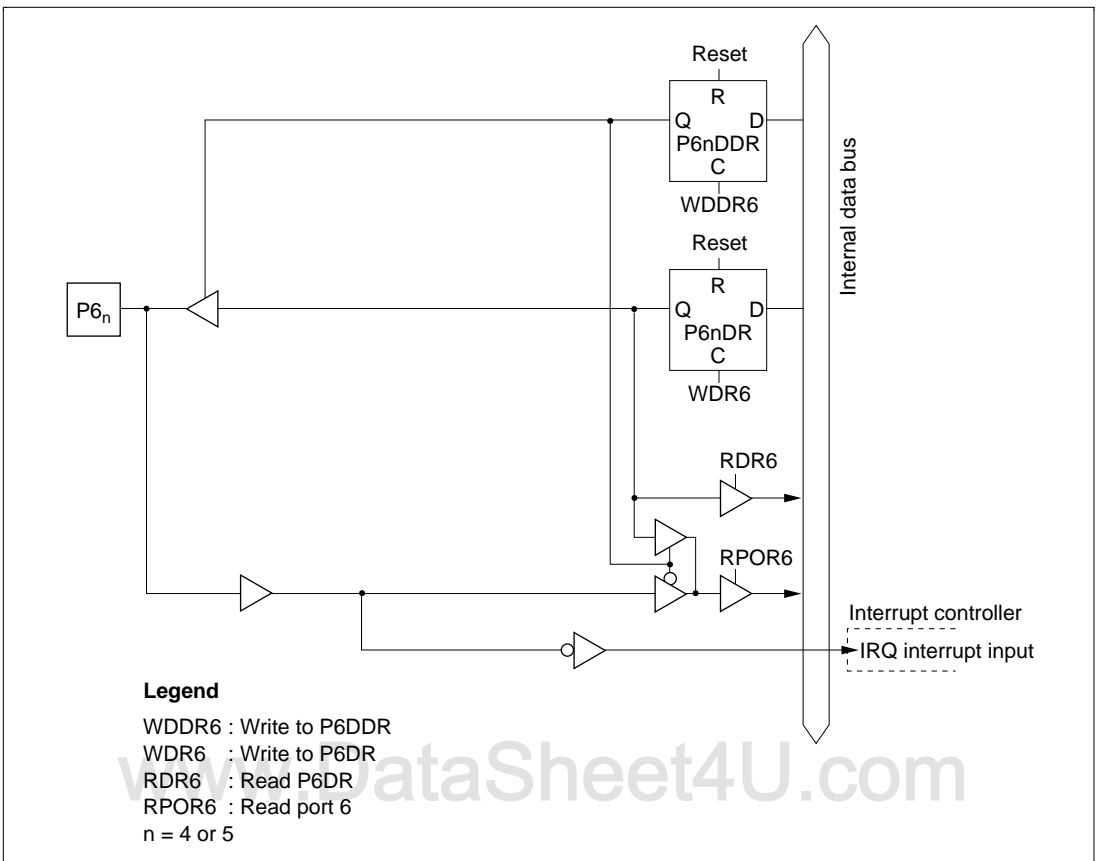 Reset
R
Q D
P6nDDR
C
WDDR6
Internal data bus
Reset
R
P6n
Q D
P6nDR
C
WDR6
RDR6
RPOR6
Interrupt controller
IRQ interrupt input
Legend
WDDR6 : Write to P6DDR
WDR6 : Write to P6DR
RDR6 : Read P6DR
RPOR6 : Read port 6
n = 4 or 5
www.DataSheet4U.com